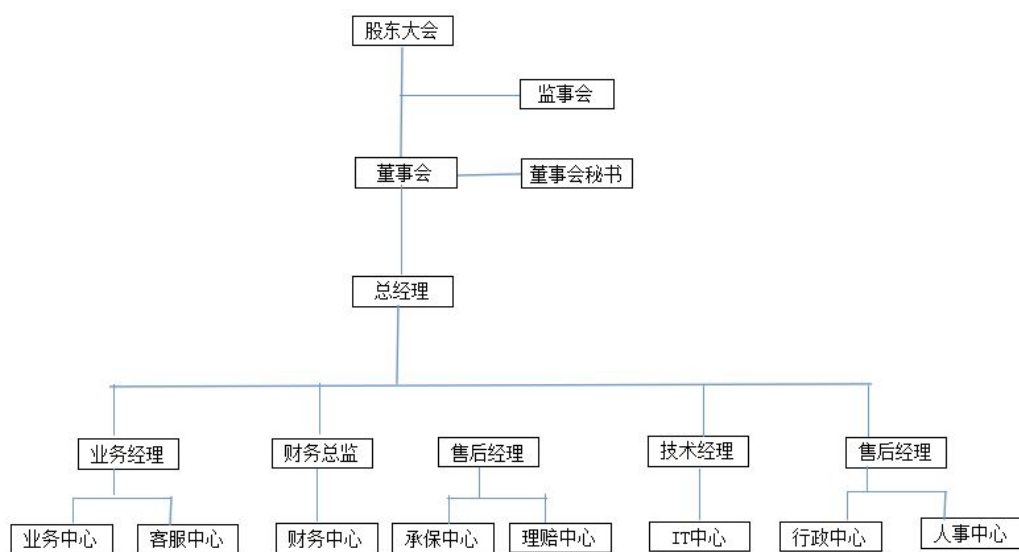 股东大会
监事会
董事会
董事会秘书
总经理
业务经理
财务总监
售后经理
技术经理
售后经理
业务中心
客服中心
财务中心
承保中心
理赔中心
IT中心
行政中心
人事中心